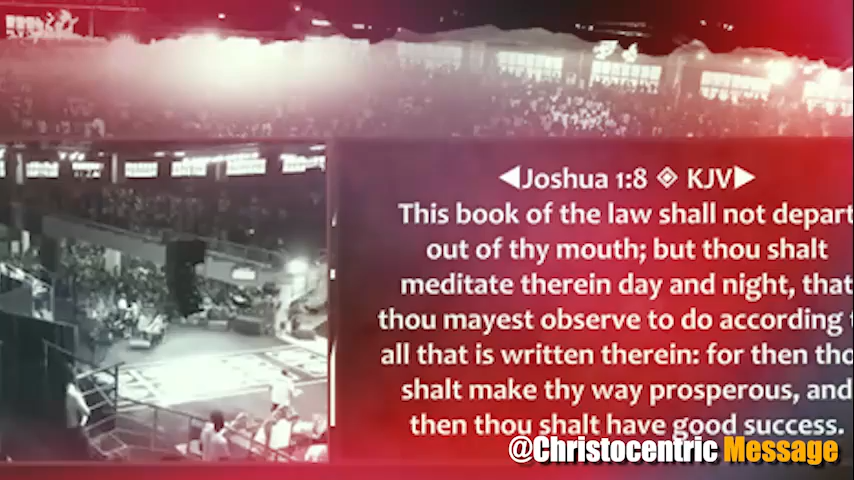 ◀Joshua 1:8 ◈ KJV▶
This book of the law shall not depart
out of thy mouth; but thou shalt
meditate therein day and night, that
thou mayest observe to do according
all that is written therein: for then tho
shalt make thy way prosperous, and
then thou shalt have good success.
@Christocentric Message